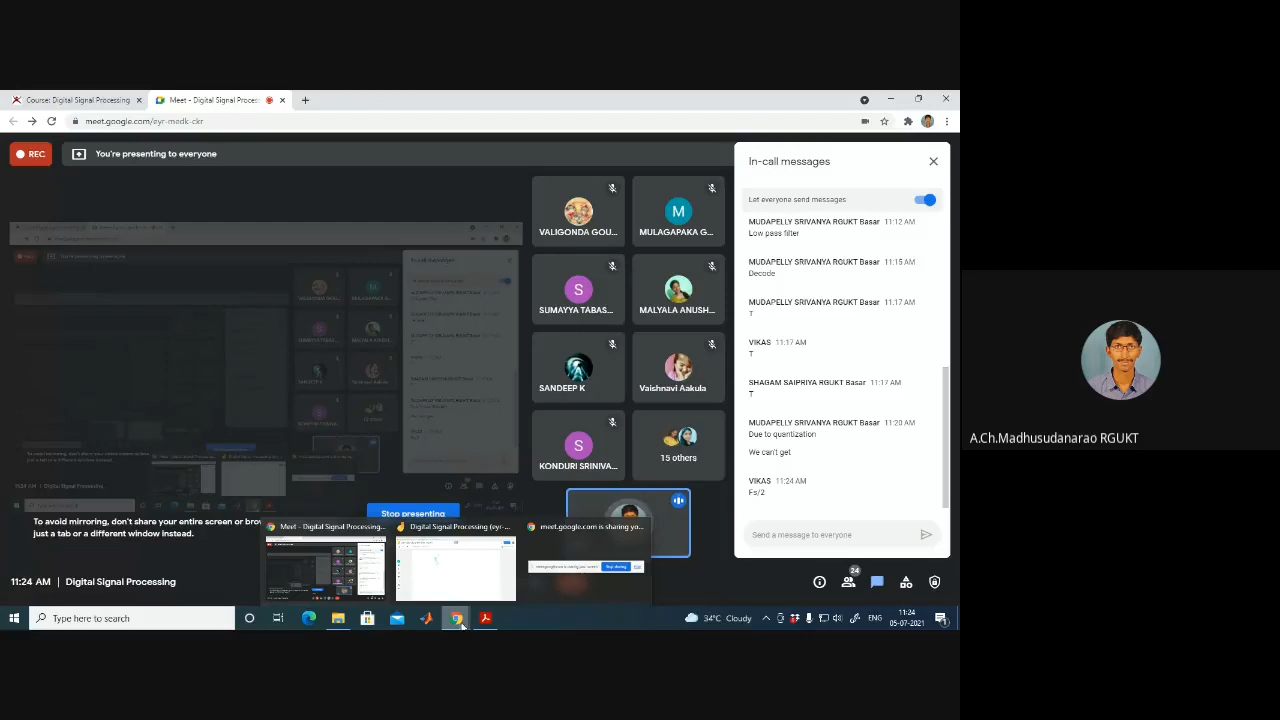 Course: Digital Signal Processing
Meet - Digital Signal Proces
meet.google.com/eyr-medk-ckr
REC
You're presenting to everyone
In-call messages
Let everyone send messages
MUDAPELLY SRIVANYA RGUKT Basar 11:12 AM
Low pass filter
MUDAPELLY SRIVANYA RGUKT Basar 11:15 AM
Decode
MUDAPELLY SRIVANYA RGUKT Basar 11:17 AM
T
VIKAS 11:17 AM
T
SHAGAM SAIPRIYA RGUKT Basar 11:17 AM
T
MUDAPELLY SRIVANYA RGUKT Basar 11:20 AM
Due to quantization
We can't get
VIKAS 11:24 AM
Fs/2
Send a message to everyone
VALIGONDA GOU...
M
MULAGAPAKA G...
S
SUMAYYA TABAS...
MALYALA ANUSH...
SANDEEP K
Vaishnavi Aakula
S
KONDURI SRINIVA...
15 others
Stop presenting
To avoid mirroring, don't share your entire screen or brow
just a tab or a different window instead.
Meet - Digital Signal Processing...
Digital Signal Processing (eyr-...
meet.google.com is sharing yo...
Stop sharing
11:24 AM | Digital Signal Processing
24
Type here to search
34°C Cloudy
ENG
11:24
05-07-2021
A.Ch.Madhusudanarao RGUKT